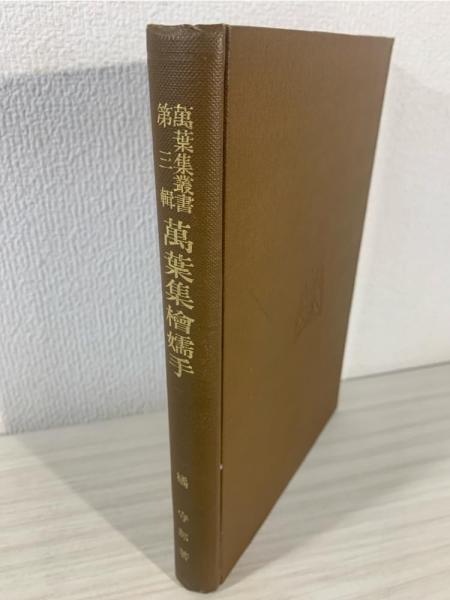 萬葉集叢書
第三輯
萬葉集檜嬬手
橘守部著